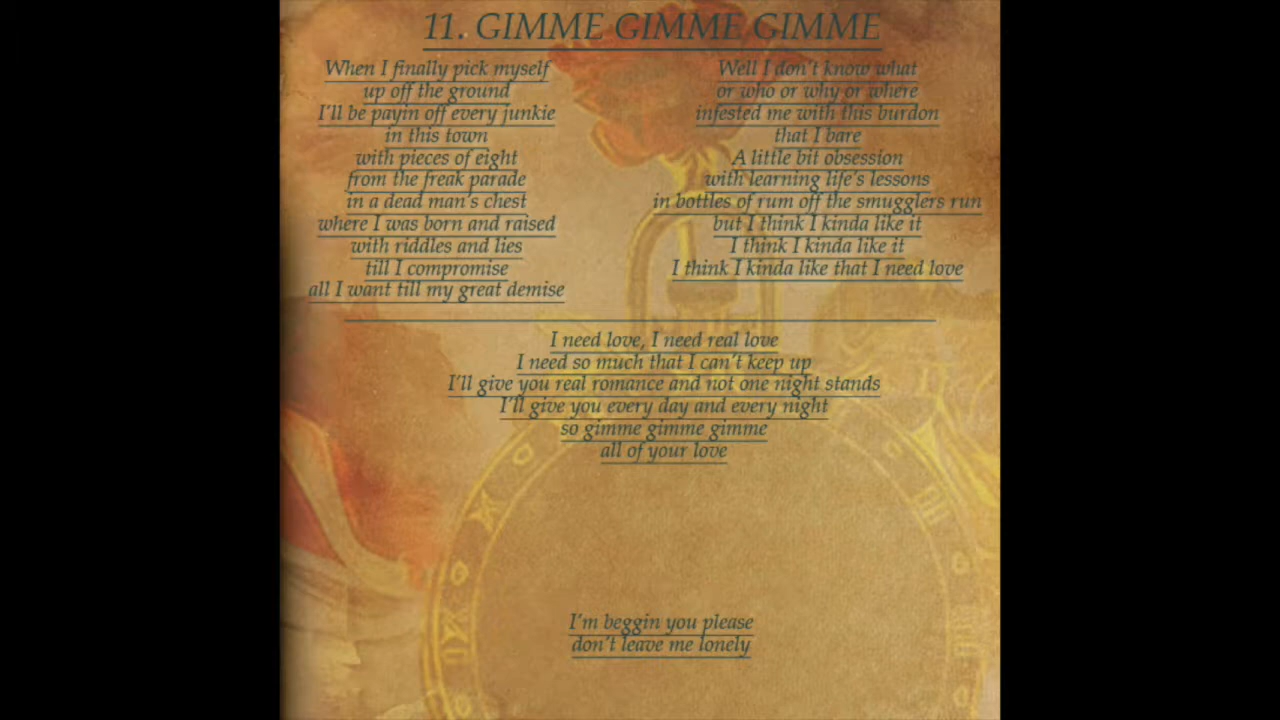 11. GIMME GIMME GIMME
When I finally pick myself
up off the ground
I'll be payin off every junkie
in this town
with pieces of eight
from the freak parade
in a dead man's chest
where I was born and raised
with riddles and lies
till I compromise
all I want till my great demise
Well I don't know what
or who or why or where
infested me with this burdon
that I bare
A little bit obsession
with learning life's lessons
in bottles of rum off the smugglers run
but I think I kinda like it
I think I kinda like it
I think I kinda like that I need love
I need love, I need real love
I need so much that I can't keep up
I'll give you real romance and not one night stands
I'll give you every day and every night
so gimme gimme gimme
all of your love
I'm beggin you please
don't leave me lonely